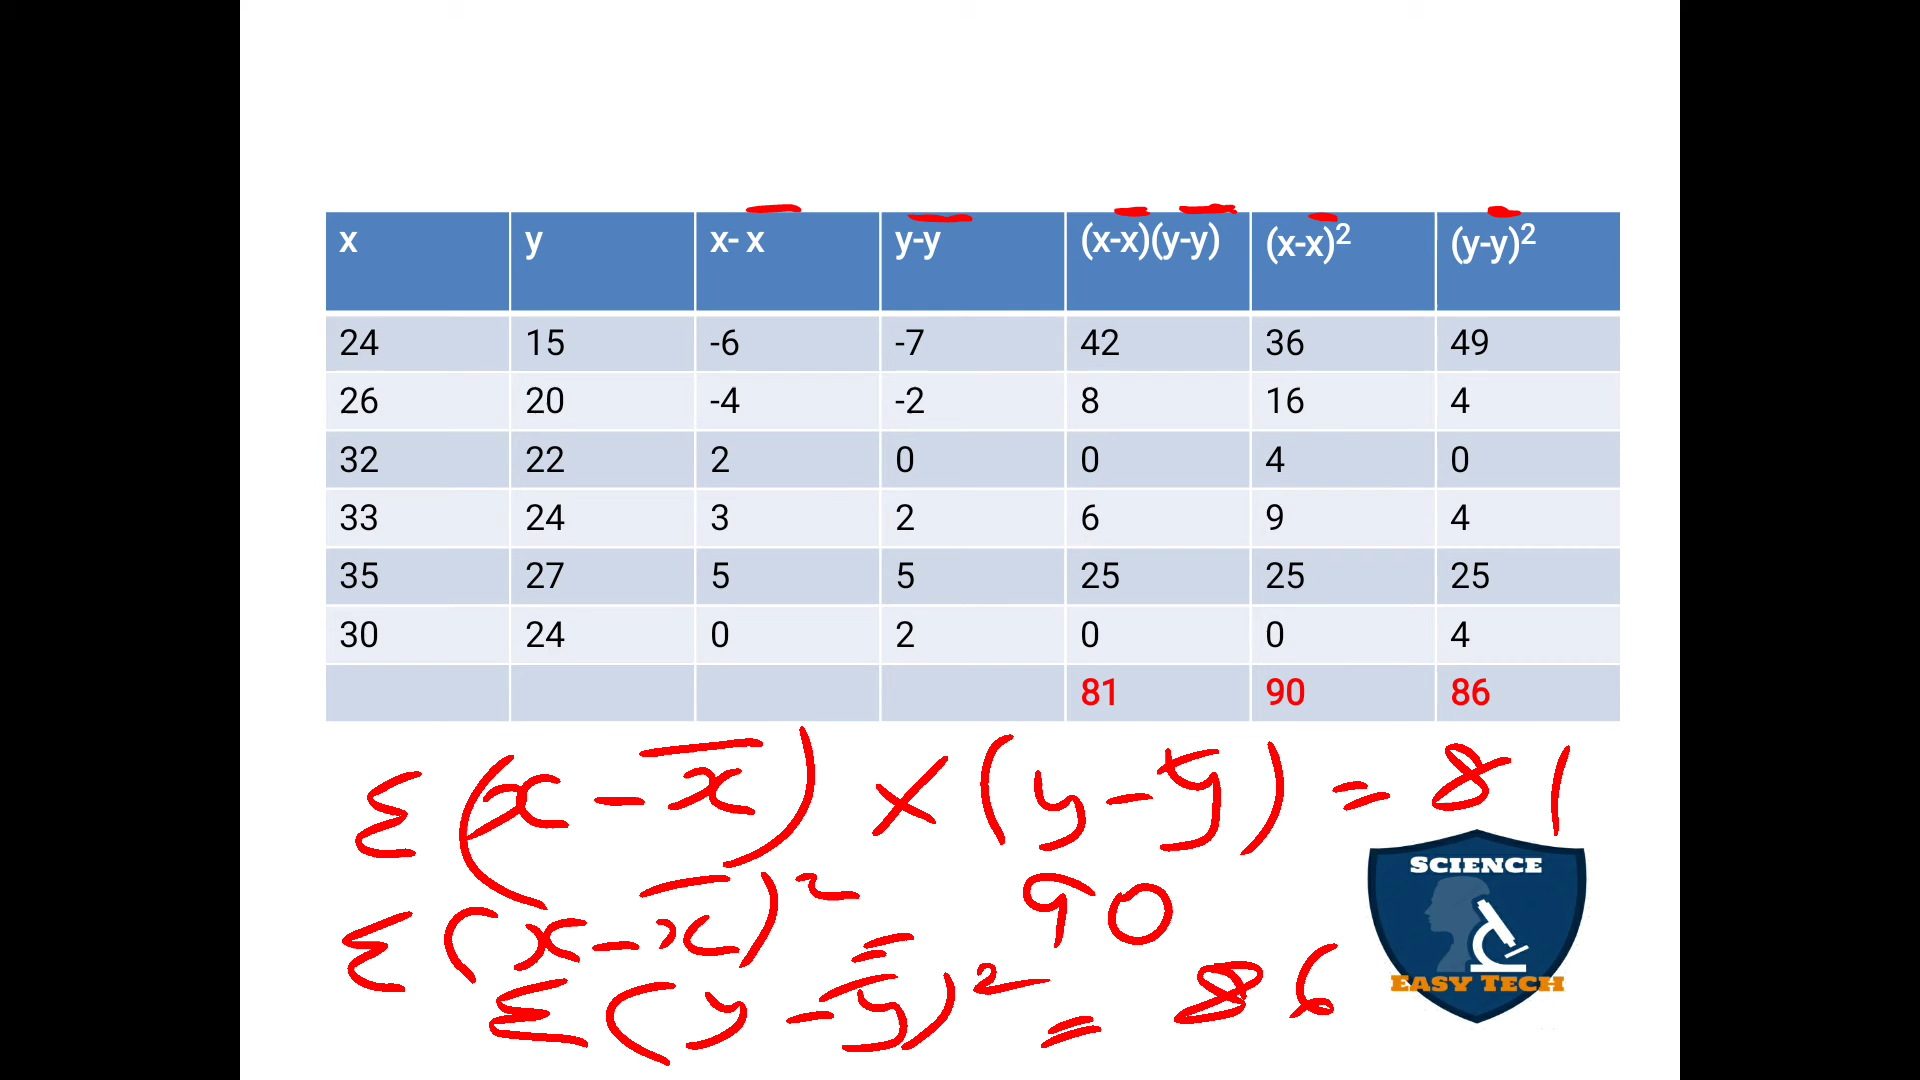 x y x- x̄ y-ȳ (x-x̄)(y-ȳ) (x-x̄)² (y-ȳ)²
24 15 -6 -7 42 36 49
26 20 -4 -2 8 16 4
32 22 2 0 0 4 0
33 24 3 2 6 9 4
35 27 5 5 25 25 25
30 24 0 2 0 0 4
81 90 86
Σ(x-x̄)×(y-ȳ)=81
Σ(x-x̄)² = 90
Σ(y-ȳ)² = 86
SCIENCE
EASY TECH